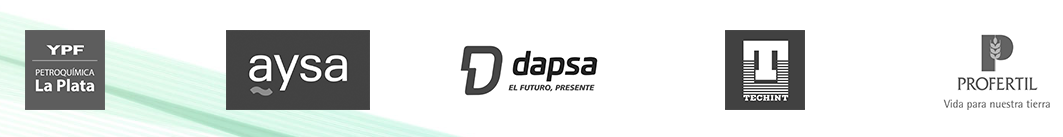 YPF
PETROQUÍMICA
La Plata
aysa
dapsa
EL FUTURO, PRESENTE
TECHINT
PROFERTIL
Vida para nuestra tierra